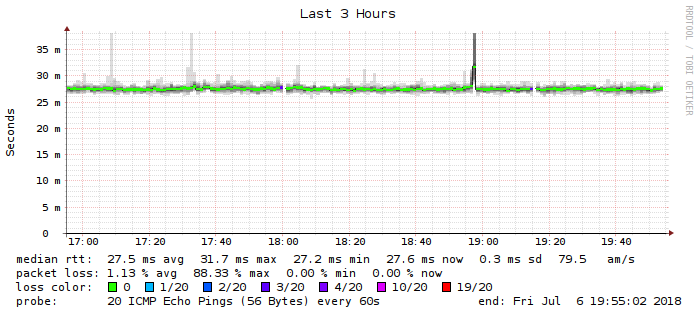 Last 3 Hours
RRDTOOL / TOBI OETIKER
Seconds
35 m
30 m
25 m
20 m
15 m
10 m
5 m
0
17:00 17:20 17:40 18:00 18:20 18:40 19:00 19:20 19:40
median rtt: 27.5 ms avg 31.7 ms max 27.2 ms min 27.6 ms now 0.3 ms sd 79.5 am/s
packet loss: 1.13 % avg 88.33 % max 0.00 % min 0.00 % now
loss color: 0 1/20 2/20 3/20 4/20 10/20 19/20
probe: 20 ICMP Echo Pings (56 Bytes) every 60s end: Fri Jul 6 19:55:02 2018